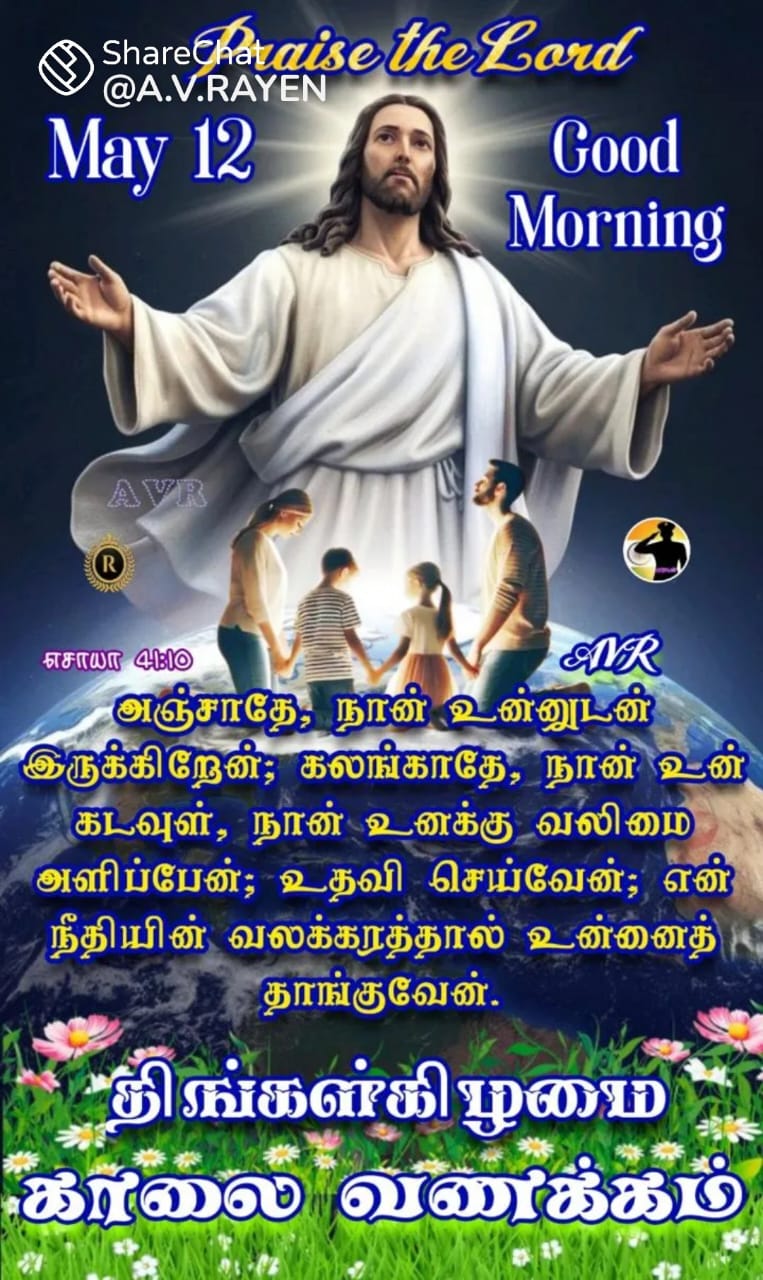 ShareChat
@A.V.RAYEN
Praise the Lord
May 12
Good
Morning
AVR
R
எசாயா 41:10
AVR
அஞ்சாதே, நான் உன்னுடன்
இருக்கிறேன்; கலங்காதே, நான் உன்
கடவுள், நான் உனக்கு வலிமை
அளிப்பேன்; உதவி செய்வேன்; என்
நீதியின் வலக்கரத்தால் உன்னைத்
தாங்குவேன்.
திங்கள்கிழமை
காலை வணக்கம்